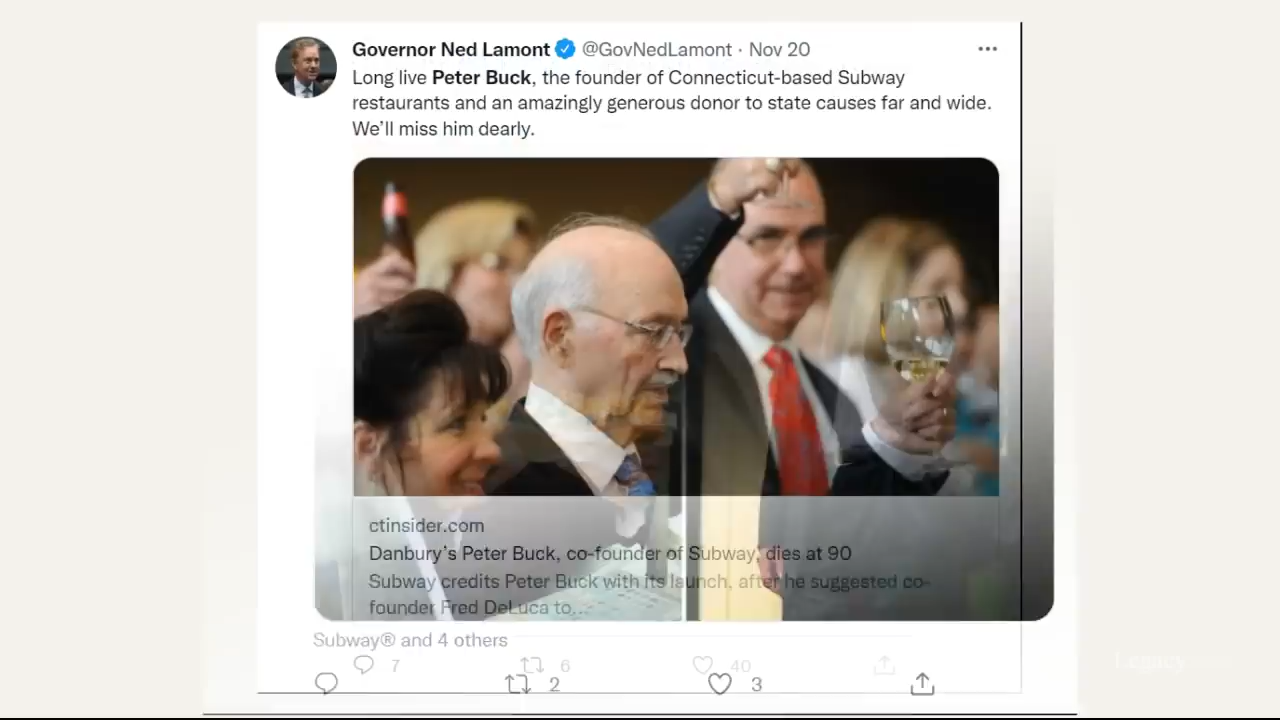 Governor Ned Lamont @GovNedLamont · Nov 20
Long live Peter Buck, the founder of Connecticut-based Subway
restaurants and an amazingly generous donor to state causes far and wide.
We'll miss him dearly.
ctinsider.com
Danbury's Peter Buck, co-founder of Subway, dies at 90
Subway credits Peter Buck with its launch, after he suggested co-
founder Fred DeLuca to...
Subway® and 4 others
7 6 40
2 3
Legacy